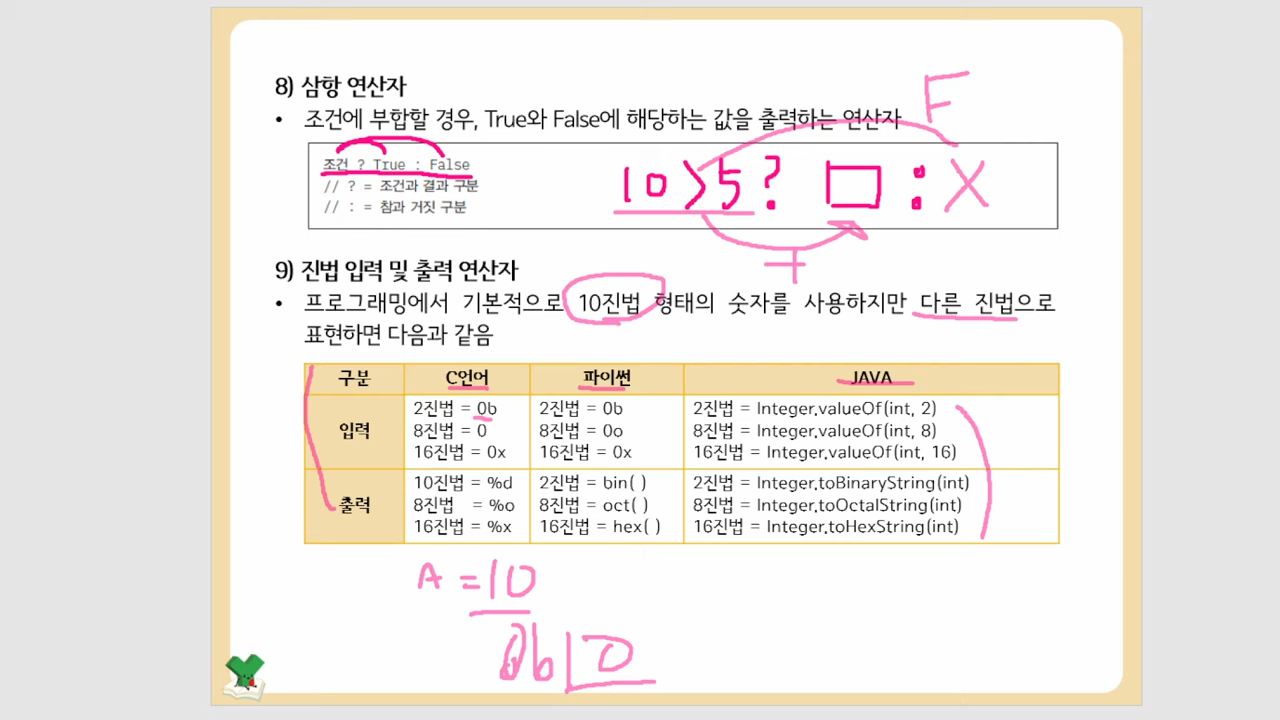 8) 삼항 연산자
• 조건에 부합할 경우, True와 False에 해당하는 값을 출력하는 연산자
조건 ? True : False
// ? = 조건과 결과 구분
// : = 참과 거짓 구분
F
10>5? □ : X
T
9) 진법 입력 및 출력 연산자
• 프로그래밍에서 기본적으로 10진법 형태의 숫자를 사용하지만 다른 진법으로
표현하면 다음과 같음
구분 C언어 파이썬 JAVA
입력
2진법 = 0b
8진법 = 0
16진법 = 0x
2진법 = 0b
8진법 = 0o
16진법 = 0x
2진법 = Integer.valueOf(int, 2)
8진법 = Integer.valueOf(int, 8)
16진법 = Integer.valueOf(int, 16)
출력
10진법 = %d
8진법 = %o
16진법 = %x
2진법 = bin( )
8진법 = oct( )
16진법 = hex( )
2진법 = Integer.toBinaryString(int)
8진법 = Integer.toOctalString(int)
16진법 = Integer.toHexString(int)
A = 10
0b10